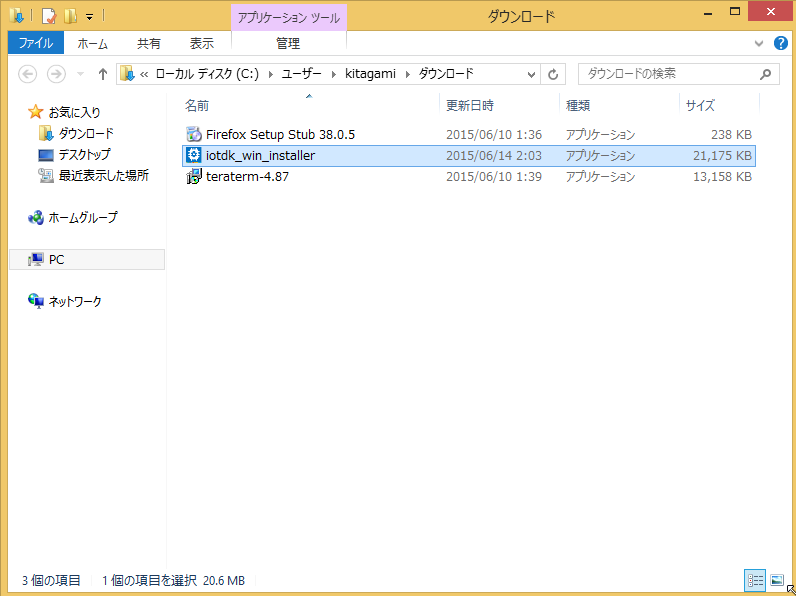 アプリケーション ツール
ダウンロード
ファイル ホーム 共有 表示 管理
« ローカル ディスク (C:) ユーザー kitagami ダウンロード ダウンロードの検索
お気に入り
ダウンロード
デスクトップ
最近表示した場所
ホームグループ
PC
ネットワーク
名前 更新日時 種類 サイズ
Firefox Setup Stub 38.0.5 2015/06/10 1:36 アプリケーション 238 KB
iotdk_win_installer 2015/06/14 2:03 アプリケーション 21,175 KB
teraterm-4.87 2015/06/10 1:39 アプリケーション 13,158 KB
3 個の項目 1 個の項目を選択 20.6 MB